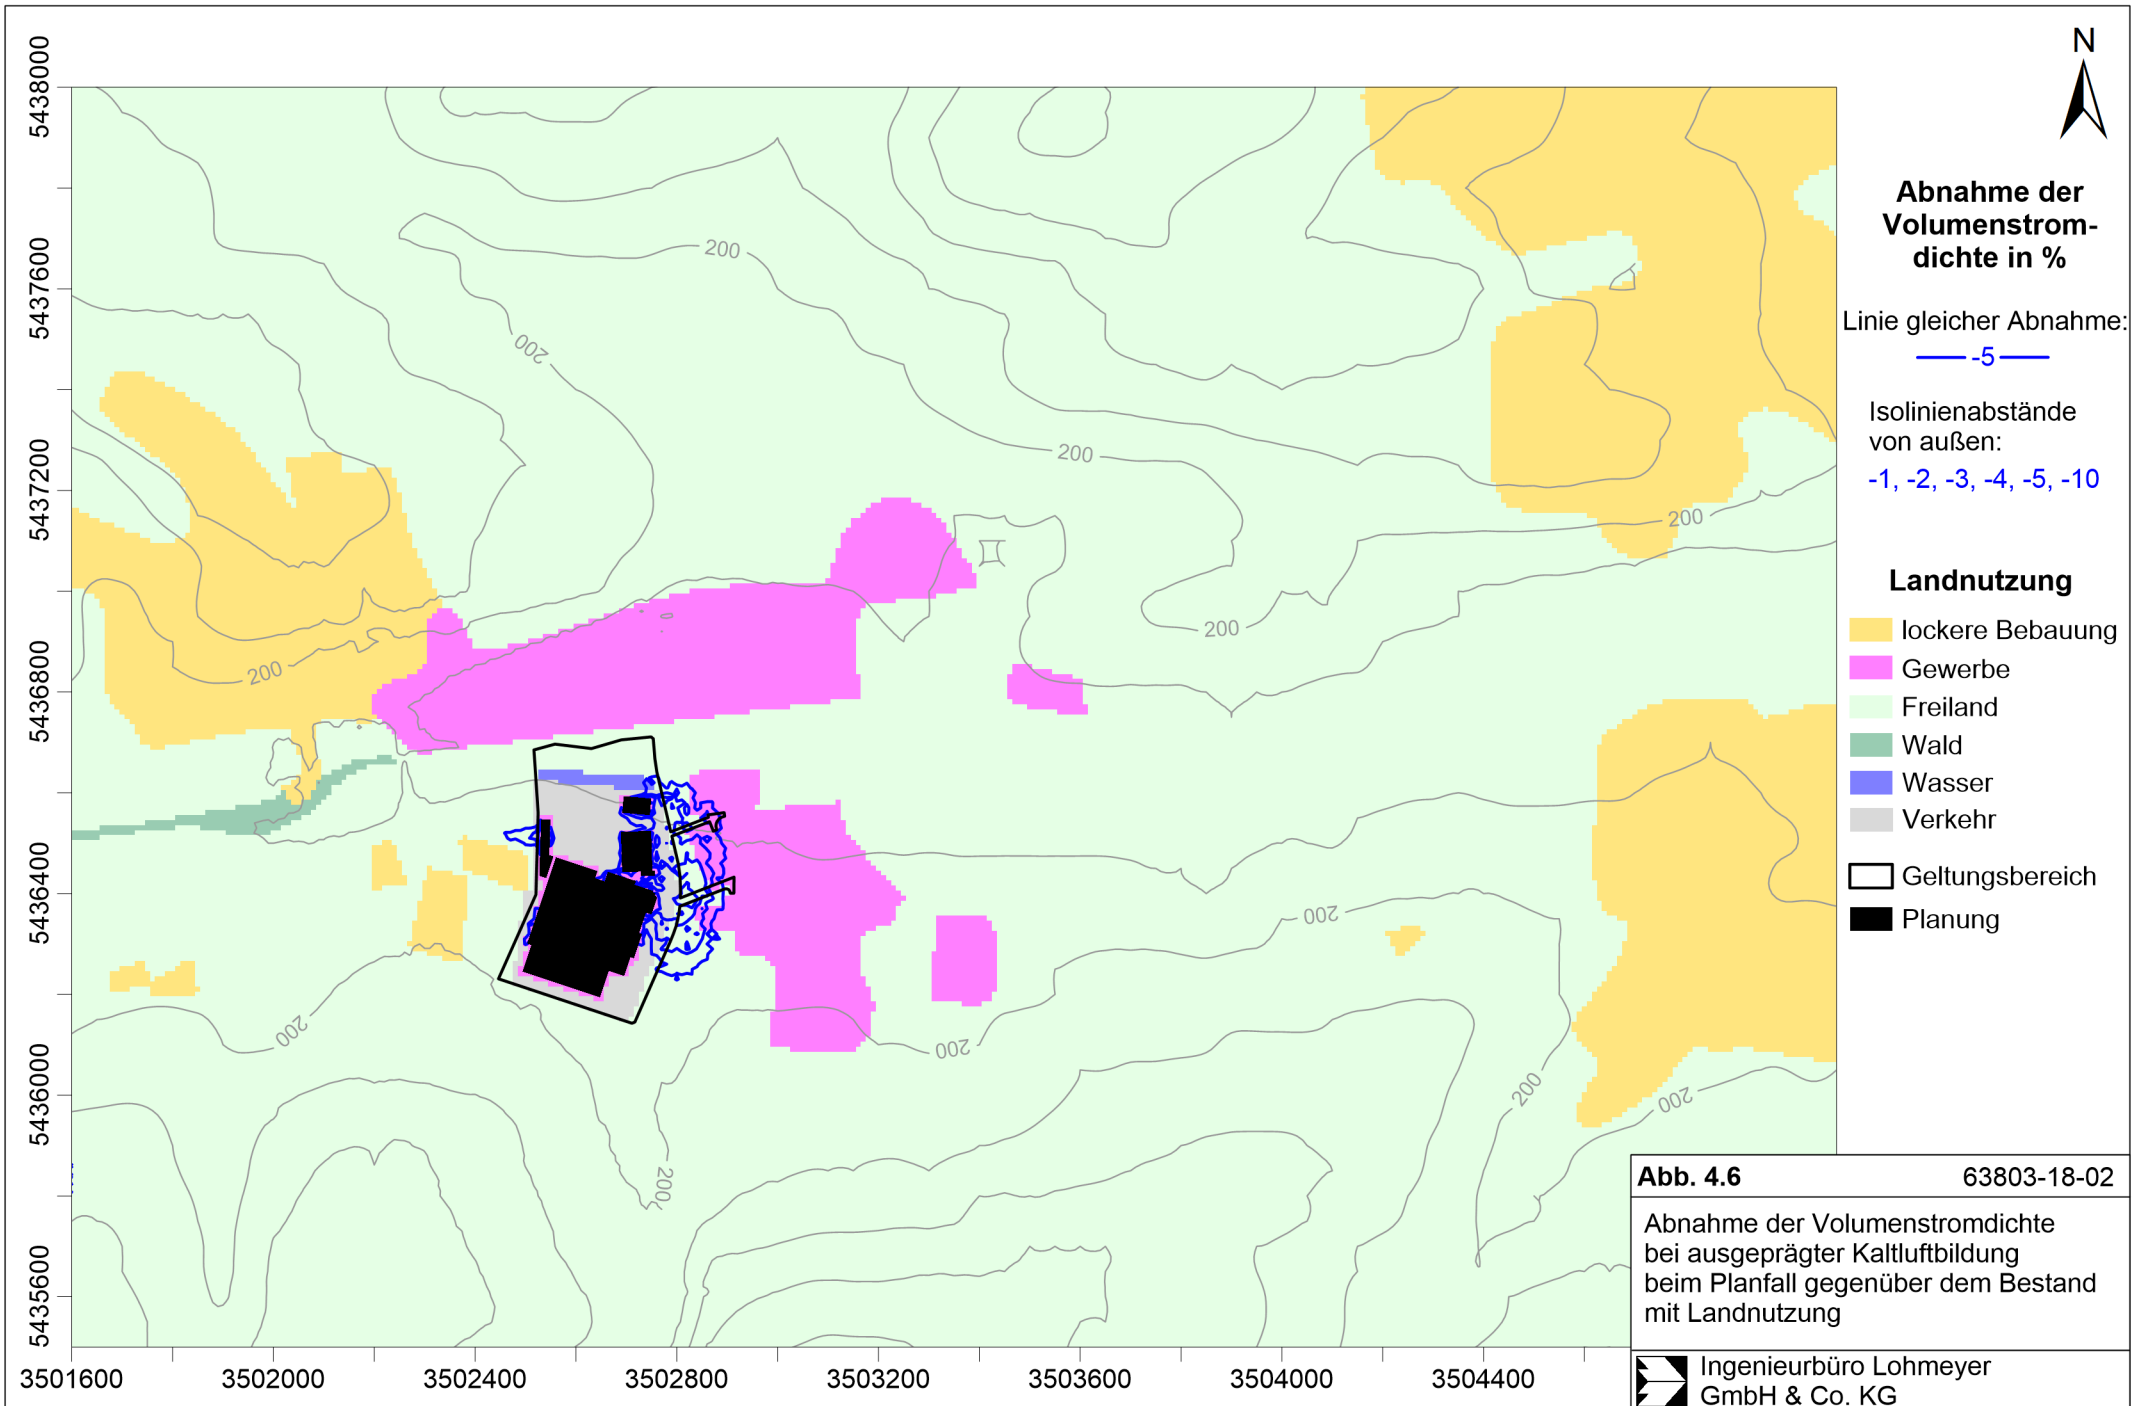 N
Abnahme der
Volumenstrom-
dichte in %
Linie gleicher Abnahme:
-5
Isolinienabstände
von außen:
-1, -2, -3, -4, -5, -10
Landnutzung
lockere Bebauung
Gewerbe
Freiland
Wald
Wasser
Verkehr
Geltungsbereich
Planung
5438000
5437600
5437200
5436800
5436400
5436000
5435600
200
200
200
200
200
200
200
200
200
200
200
200
3501600
3502000
3502400
3502800
3503200
3503600
3504000
3504400
Abb. 4.6 63803-18-02
Abnahme der Volumenstromdichte
bei ausgeprägter Kaltluftbildung
beim Planfall gegenüber dem Bestand
mit Landnutzung
Ingenieurbüro Lohmeyer
GmbH & Co. KG